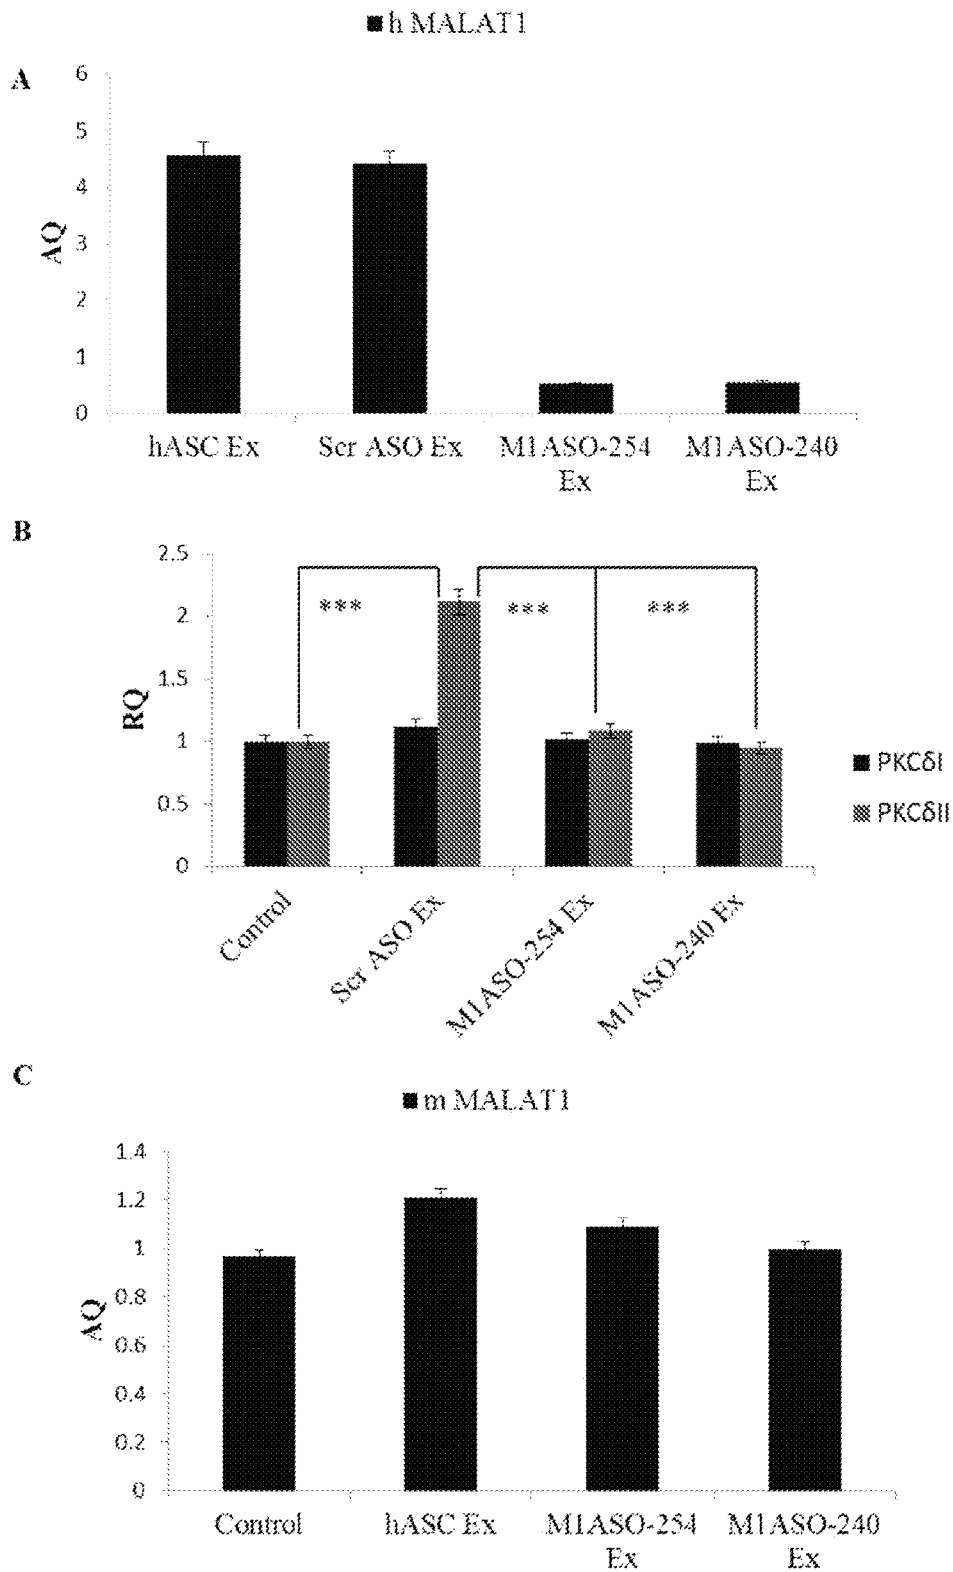 h MALAT1
A
6
5
4
3
2
1
0
AQ
hASC Ex
Scr ASO Ex
M1ASO-254 Ex
M1ASO-240 Ex
B
2.5
2
1.5
1
0.5
0
RQ
***
***
***
PKCδI
PKCδII
Control
Scr ASO Ex
M1ASO-254 Ex
M1ASO-240 Ex
C
m MALAT1
1.4
1.2
1
0.8
0.6
0.4
0.2
0
AQ
Control
hASC Ex
M1ASO-254 Ex
M1ASO-240 Ex